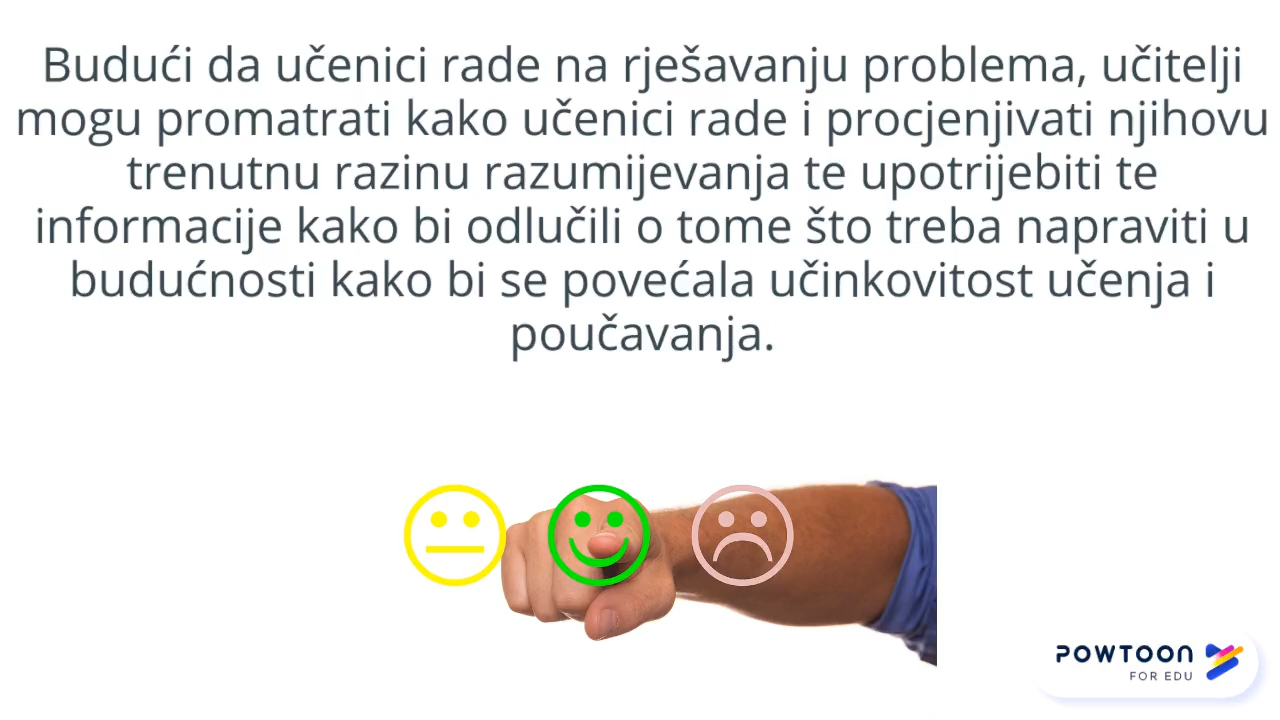 Budući da učenici rade na rješavanju problema, učitelji
mogu promatrati kako učenici rade i procjenjivati njihovu
trenutnu razinu razumijevanja te upotrijebiti te
informacije kako bi odlučili o tome što treba napraviti u
budućnosti kako bi se povećala učinkovitost učenja i
poučavanja.
POWTOON
FOR EDU